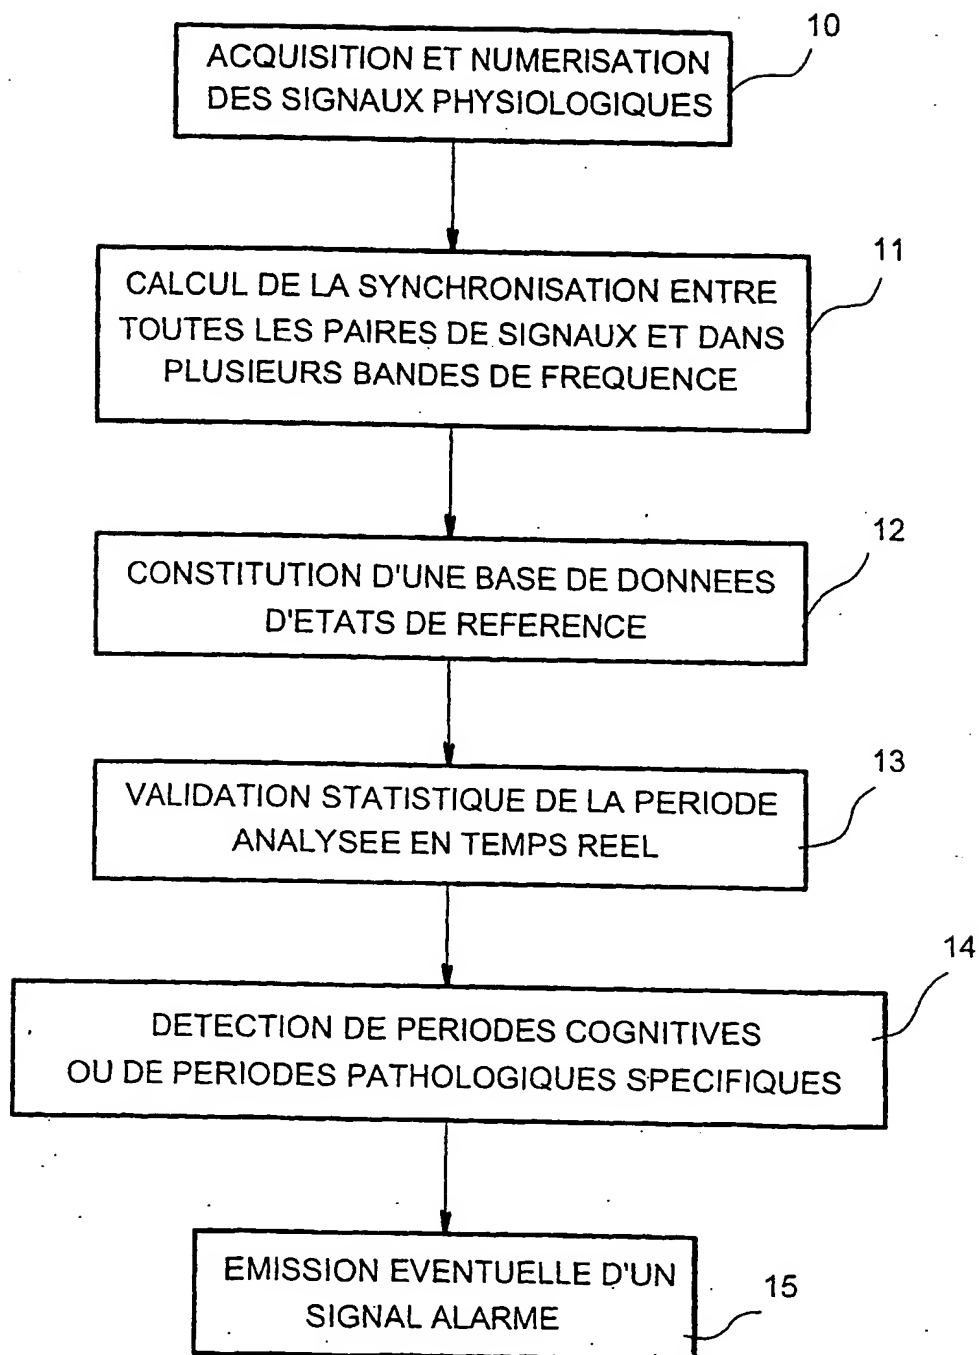 10
ACQUISITION ET NUMERISATION
DES SIGNAUX PHYSIOLOGIQUES
11
CALCUL DE LA SYNCHRONISATION ENTRE
TOUTES LES PAIRES DE SIGNAUX ET DANS
PLUSIEURS BANDES DE FREQUENCE
12
CONSTITUTION D'UNE BASE DE DONNEES
D'ETATS DE REFERENCE
13
VALIDATION STATISTIQUE DE LA PERIODE
ANALYSEE EN TEMPS REEL
14
DETECTION DE PERIODES COGNITIVES
OU DE PERIODES PATHOLOGIQUES SPECIFIQUES
EMISSION EVENTUELLE D'UN
SIGNAL ALARME
15